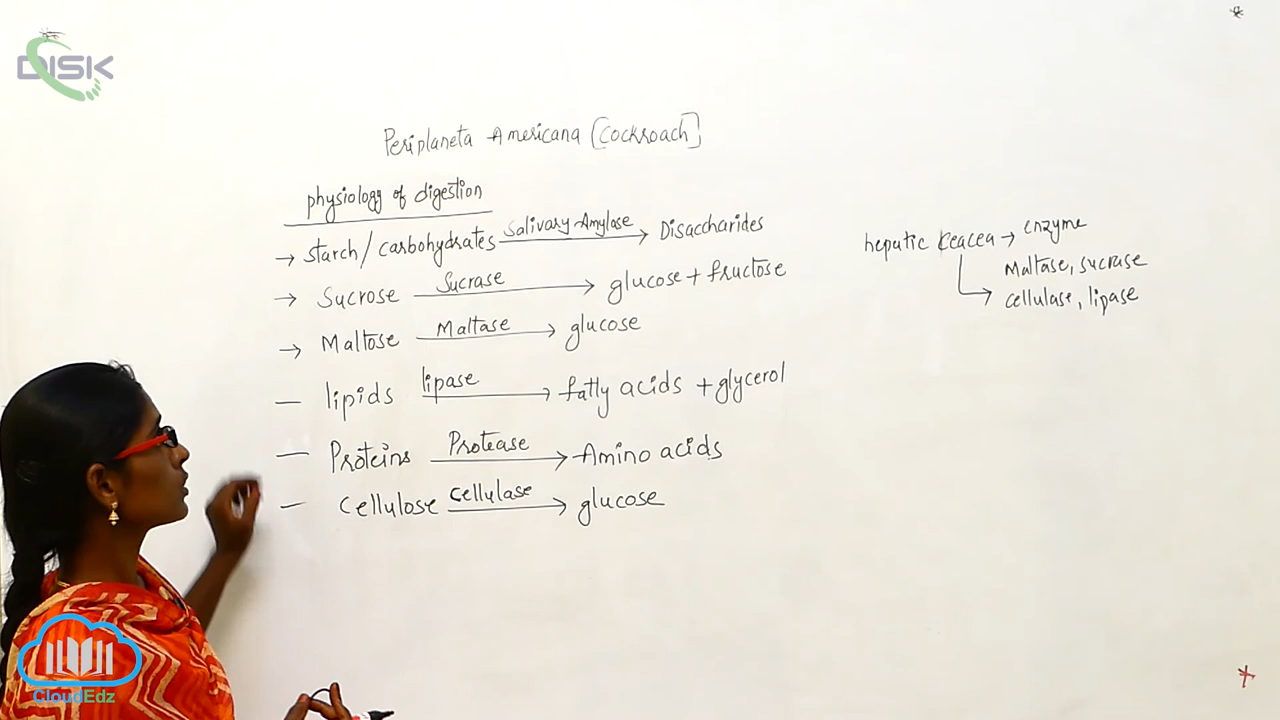 DISK
Periplaneta Americana [Cockroach]
physiology of digestion
→ starch/carbohydrates Salivary Amylase → Disaccharides
→ Sucrose Sucrase → glucose + fructose
→ Maltose Maltase → glucose
— lipids lipase → fatty acids + glycerol
— Proteins Protease → Amino acids
— Cellulose Cellulase → glucose
hepatic Ceacea → enzyme
Maltase, sucrase
→ cellulase, lipase
CloudEdz